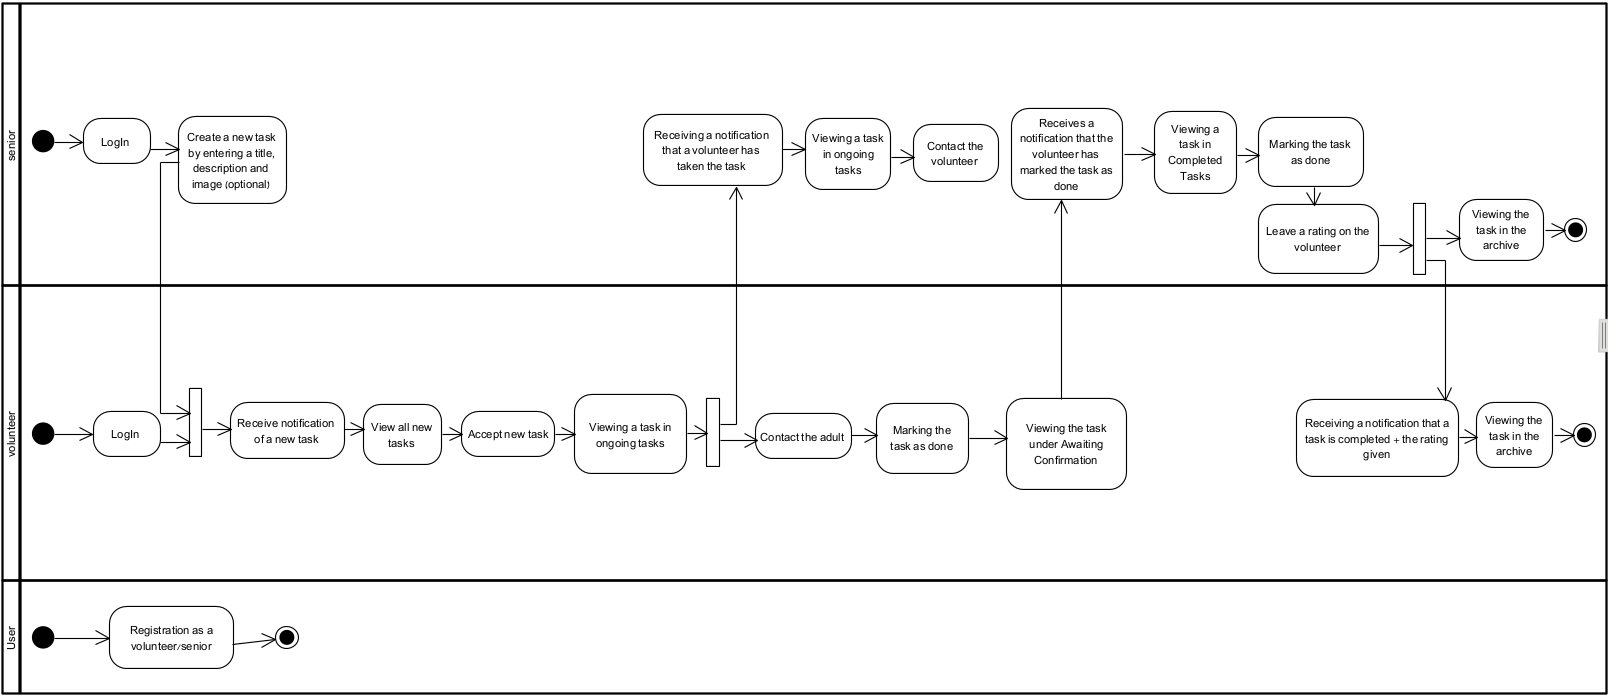 senior
LogIn
Create a new task
by entering a title,
description and
image (optional)
Receiving a notification
that a volunteer has
taken the task
Viewing a task
in ongoing
tasks
Contact the
volunteer
Receives a
notification that the
volunteer has
marked the task as
done
Viewing a
task in
Completed
Tasks
Marking the task
as done
Leave a rating on the
volunteer
Viewing the
task in the
archive
volunteer
LogIn
Receive notification
of a new task
View all new
tasks
Accept new task
Viewing a task in
ongoing tasks
Contact the adult
Marking the
task as done
Viewing the task
under Awaiting
Confirmation
Receiving a notification that a
task is completed + the rating
given
Viewing the
task in the
archive
User
Registration as a
volunteer/senior